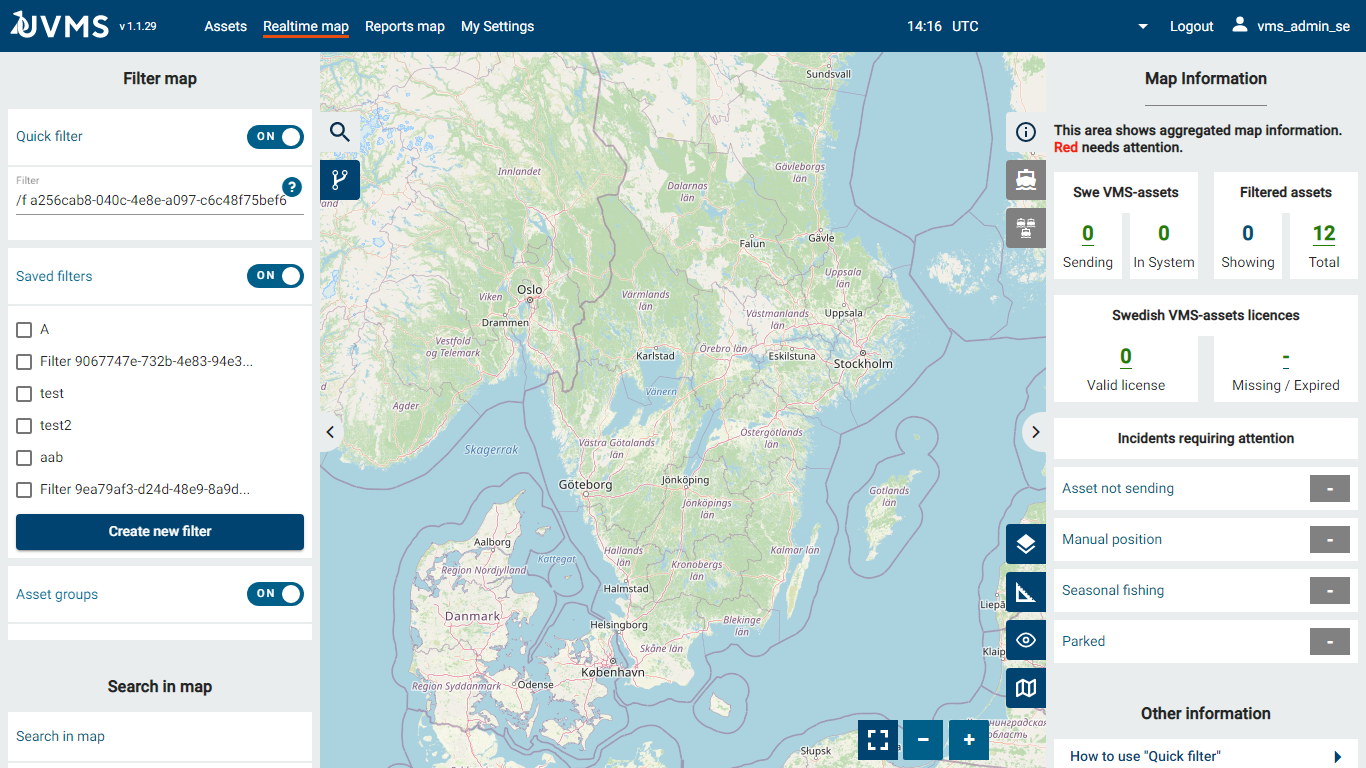 UVMS v 1.1.29 Assets Realtime map Reports map My Settings 14:16 UTC Logout vms_admin_se
Filter map
Quick filter ON
Filter
/f a256cab8-040c-4e8e-a097-c6c48f75bef6
?
Saved filters ON
A
Filter 9067747e-732b-4e83-94e3...
test
test2
aab
Filter 9ea79af3-d24d-48e9-8a9d...
Create new filter
Asset groups ON
Search in map
Search in map
Sundsvall
Gävleborgs
län
Innlandet
Dalarnas
län
Falun
Gävle
Uppsala
län
Oslo
Viken
Värmlands
län
Drammen
Västmanlands
län
Uppsala
Vestfold
og Telemark
Örebro län
Karlstad
Eskilstuna
Stockholm
Vänern
Agder
Östergötlands
län
Västra Götalands
län
Skagerrak
Göteborg
Jönköping
Gotlands
län
Jönköpings
län
Aalborg
Kattegat
Hallands
län
Kalmar län
Region Nordjylland
Kronobergs
län
Halmstad
Liepā
Danmark
Helsingborg
Blekinge
län
Skåne län
Klaip
København
Region Syddanmark
Odense
Słupsk
− +
Map Information
This area shows aggregated map information.
Red needs attention.
Swe VMS-assets
0 0
Sending In System
Filtered assets
0 12
Showing Total
Swedish VMS-assets licences
0 -
Valid license Missing / Expired
Incidents requiring attention
Asset not sending -
Manual position -
Seasonal fishing -
Parked -
Other information
How to use "Quick filter"